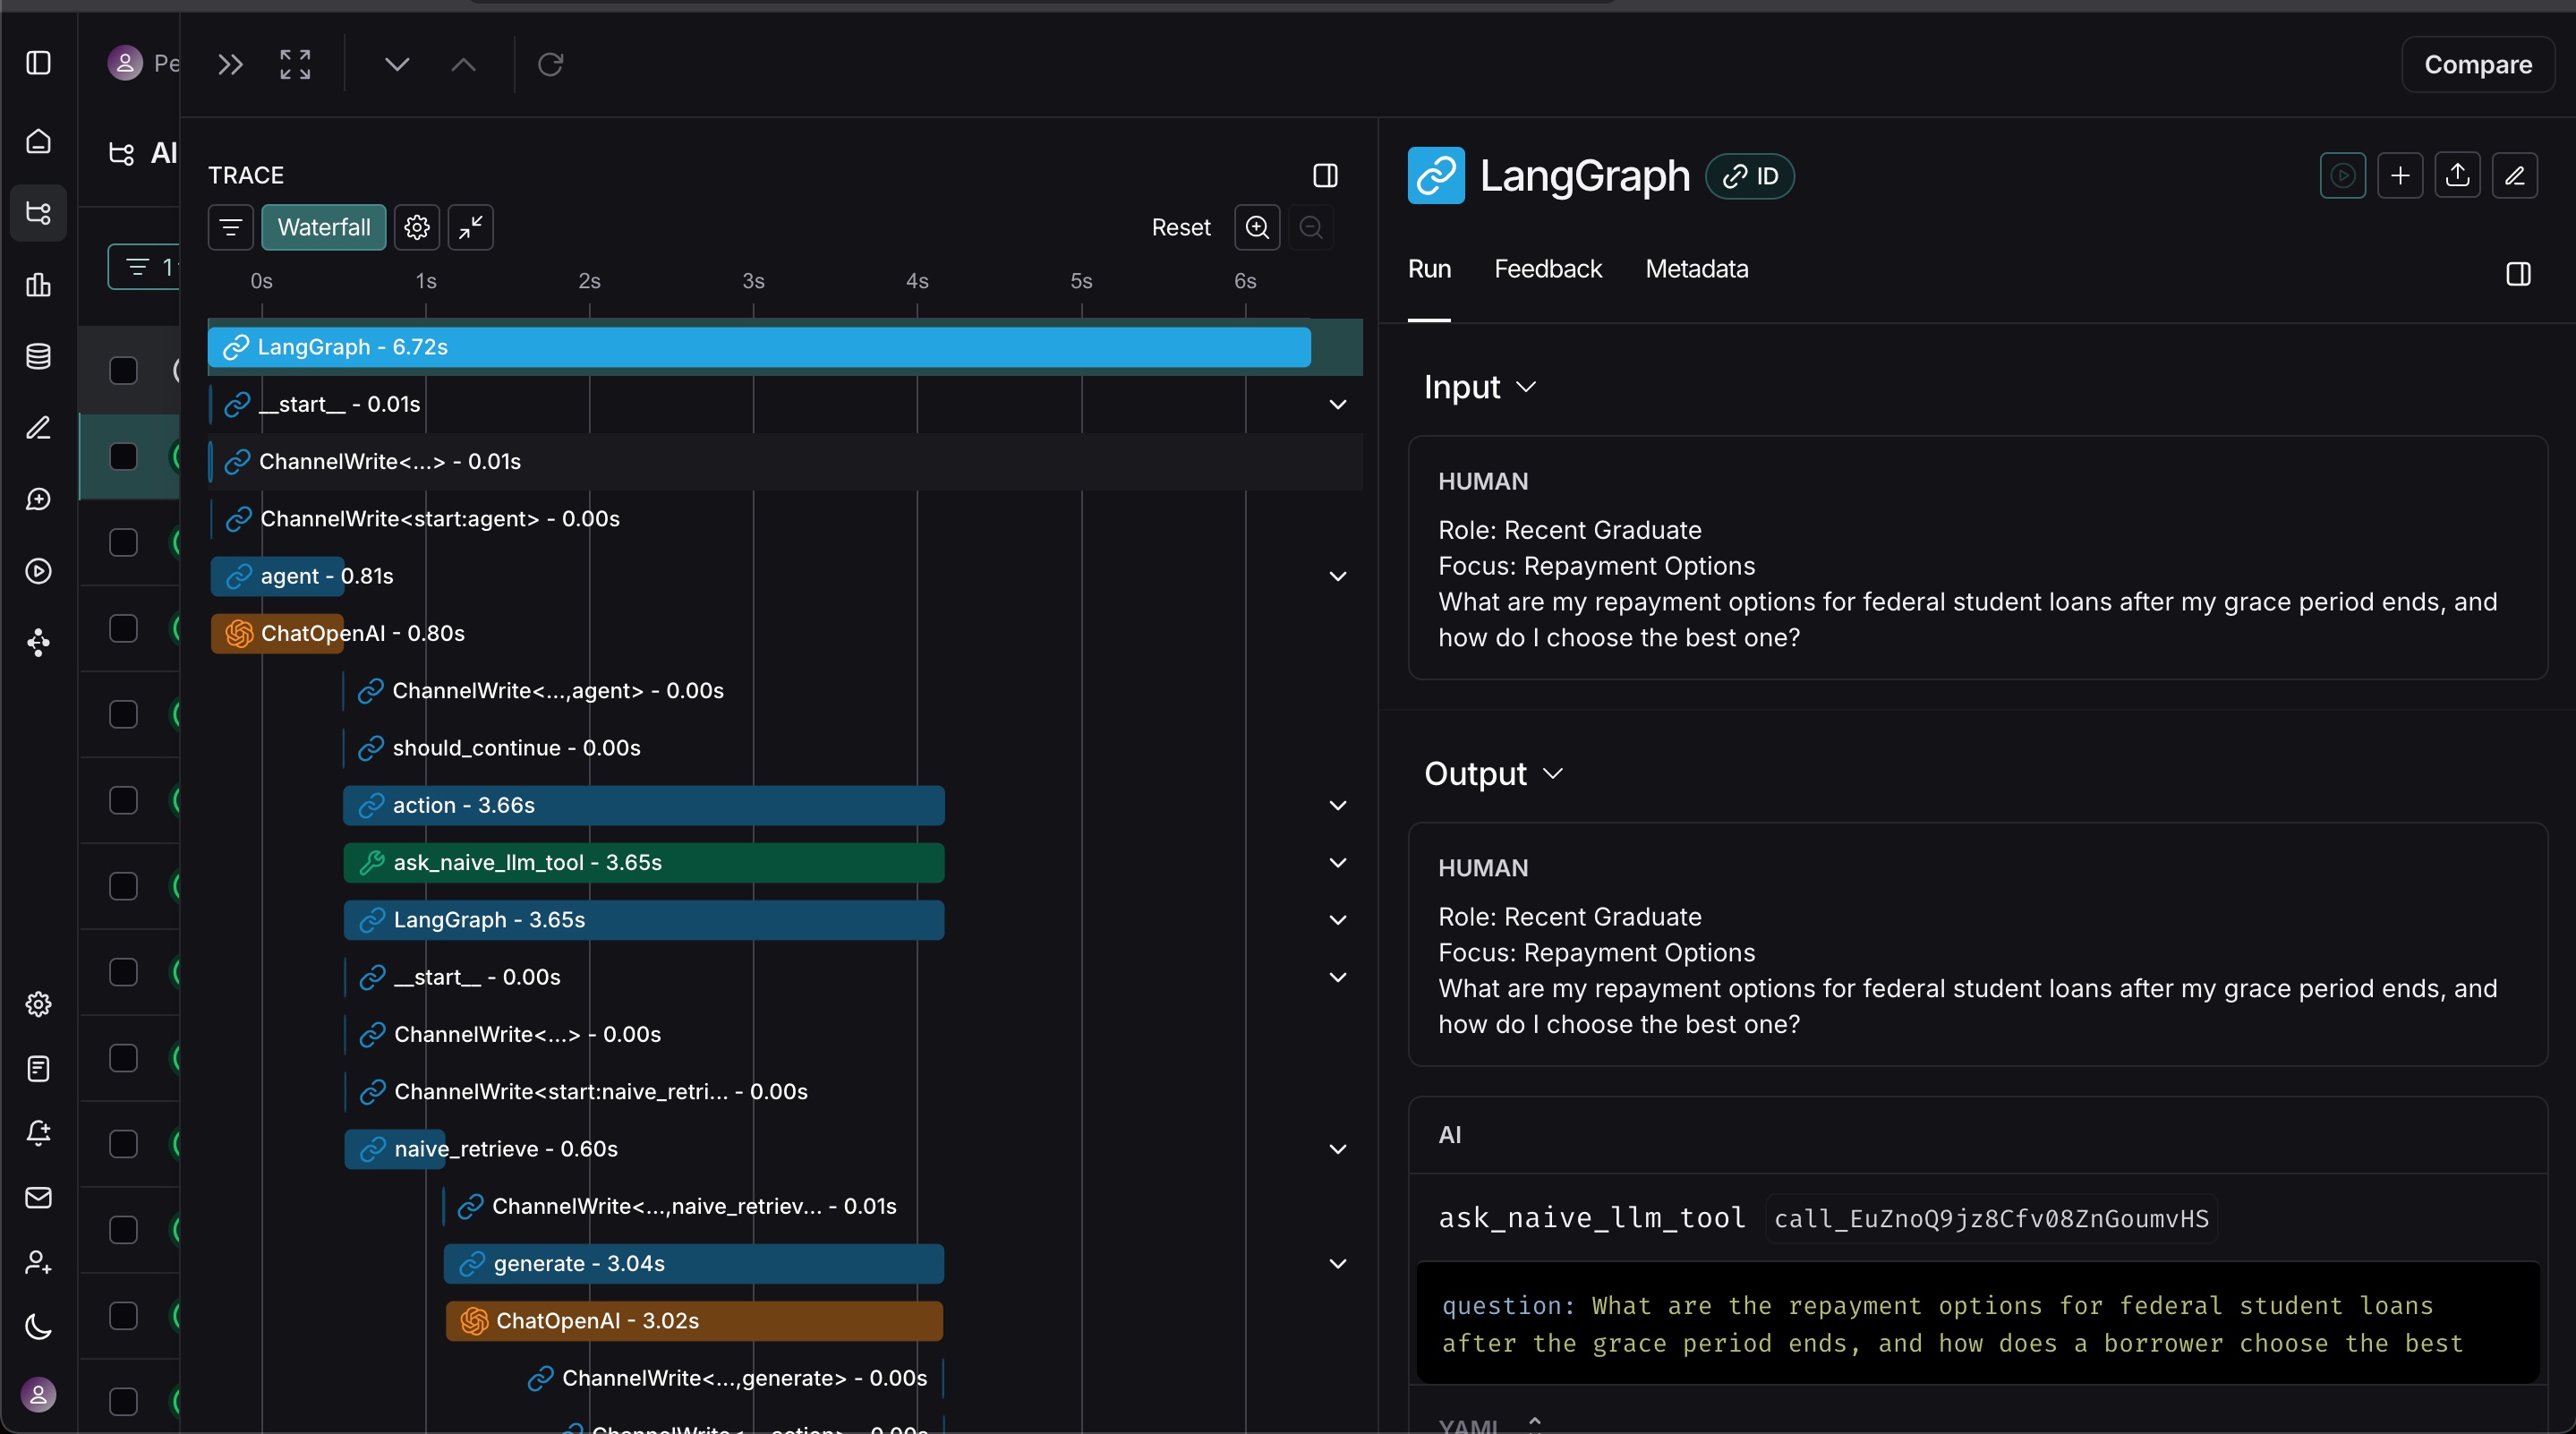 Pe
Compare
AI
TRACE
Waterfall
Reset
1
0s 1s 2s 3s 4s 5s 6s
LangGraph - 6.72s
__start__ - 0.01s
ChannelWrite<...> - 0.01s
ChannelWrite<start:agent> - 0.00s
agent - 0.81s
ChatOpenAI - 0.80s
ChannelWrite<...,agent> - 0.00s
should_continue - 0.00s
action - 3.66s
ask_naive_llm_tool - 3.65s
LangGraph - 3.65s
__start__ - 0.00s
ChannelWrite<...> - 0.00s
ChannelWrite<start:naive_retri... - 0.00s
naive_retrieve - 0.60s
ChannelWrite<...,naive_retriev... - 0.01s
generate - 3.04s
ChatOpenAI - 3.02s
ChannelWrite<...,generate> - 0.00s
ChannelWrite<...,action> - 0.00s
LangGraph
ID
Run Feedback Metadata
Input
HUMAN
Role: Recent Graduate
Focus: Repayment Options
What are my repayment options for federal student loans after my grace period ends, and
how do I choose the best one?
Output
HUMAN
Role: Recent Graduate
Focus: Repayment Options
What are my repayment options for federal student loans after my grace period ends, and
how do I choose the best one?
AI
ask_naive_llm_tool call_EuZnoQ9jz8Cfv08ZnGoumvHS
question: What are the repayment options for federal student loans
after the grace period ends, and how does a borrower choose the best
YAML